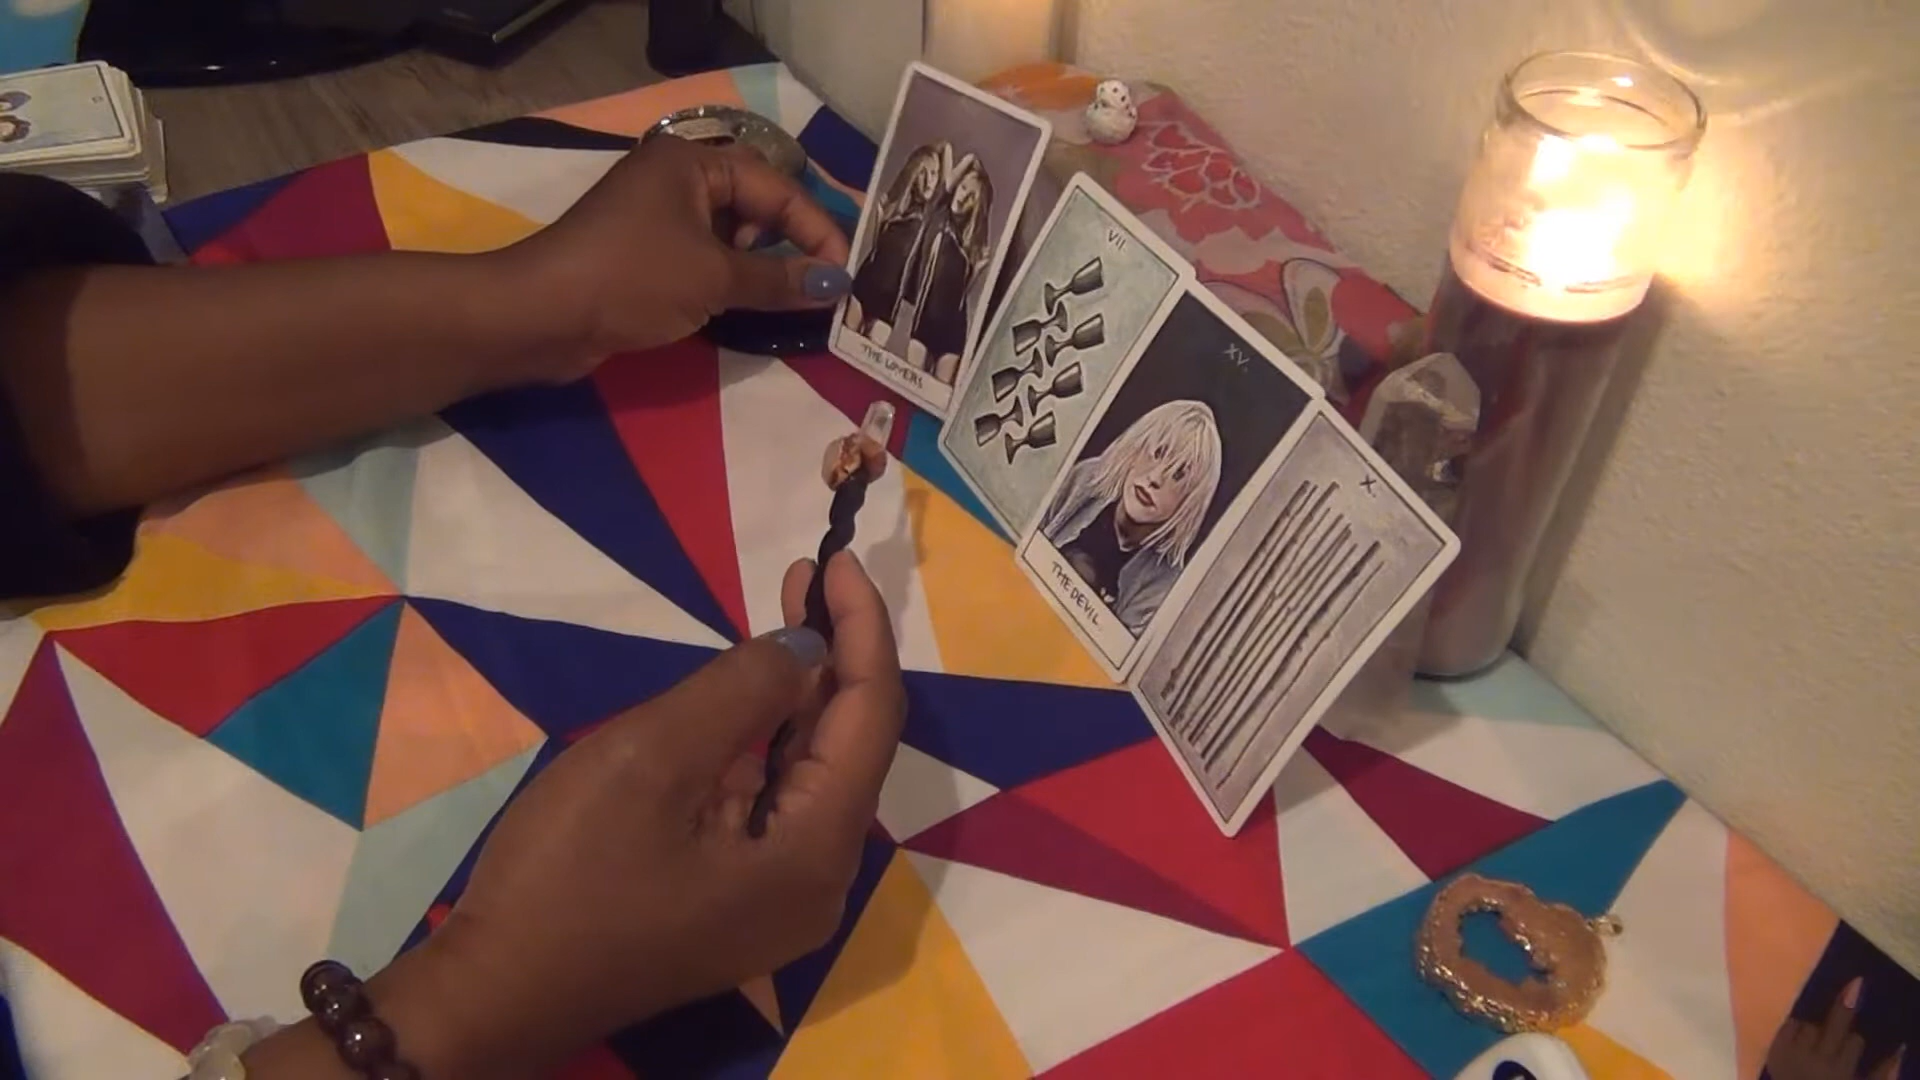 THE LOVERS
VII
XV.
THE DEVIL.
X.